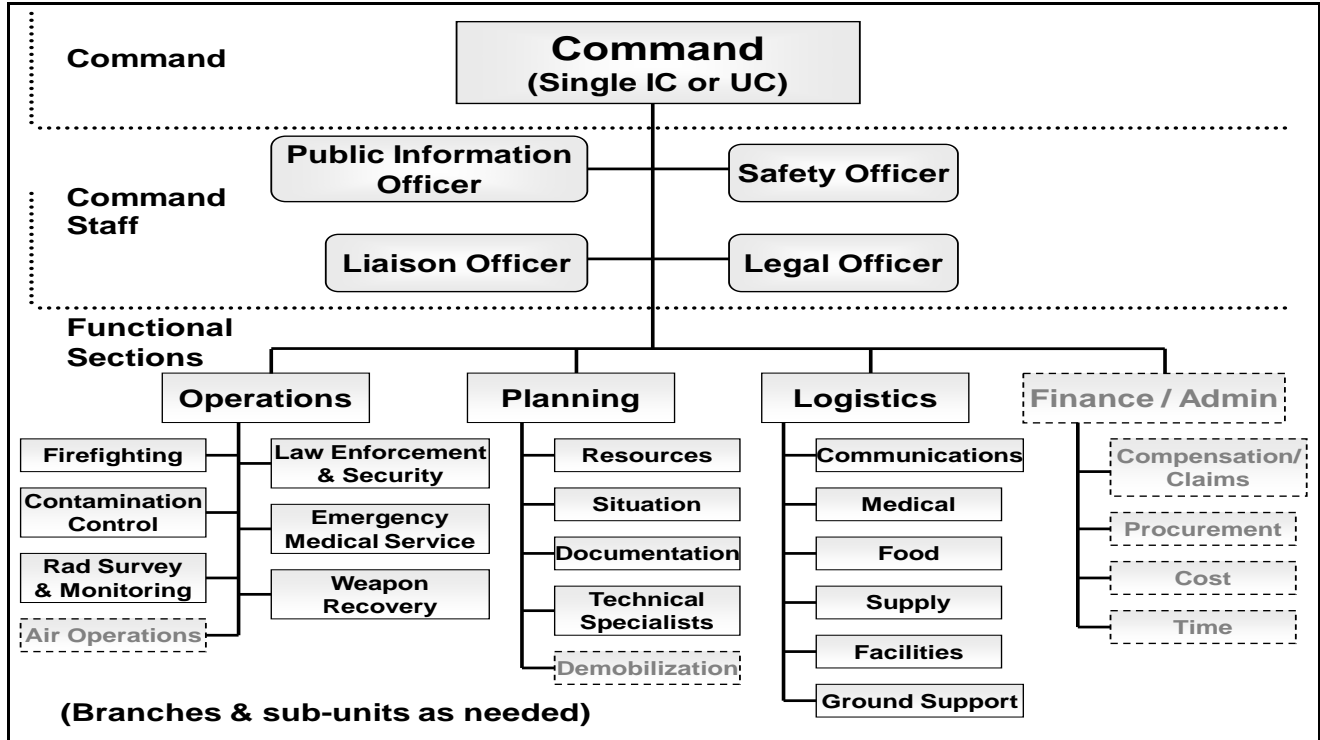 Command
Command
(Single IC or UC)
Command
Staff
Public Information
Officer
Safety Officer
Liaison Officer
Legal Officer
Functional
Sections
Operations
Firefighting
Contamination
Control
Rad Survey
& Monitoring
Air Operations
Law Enforcement
& Security
Emergency
Medical Service
Weapon
Recovery
Planning
Resources
Situation
Documentation
Technical
Specialists
Demobilization
Logistics
Communications
Medical
Food
Supply
Facilities
Ground Support
Finance / Admin
Compensation/
Claims
Procurement
Cost
Time
(Branches & sub-units as needed)